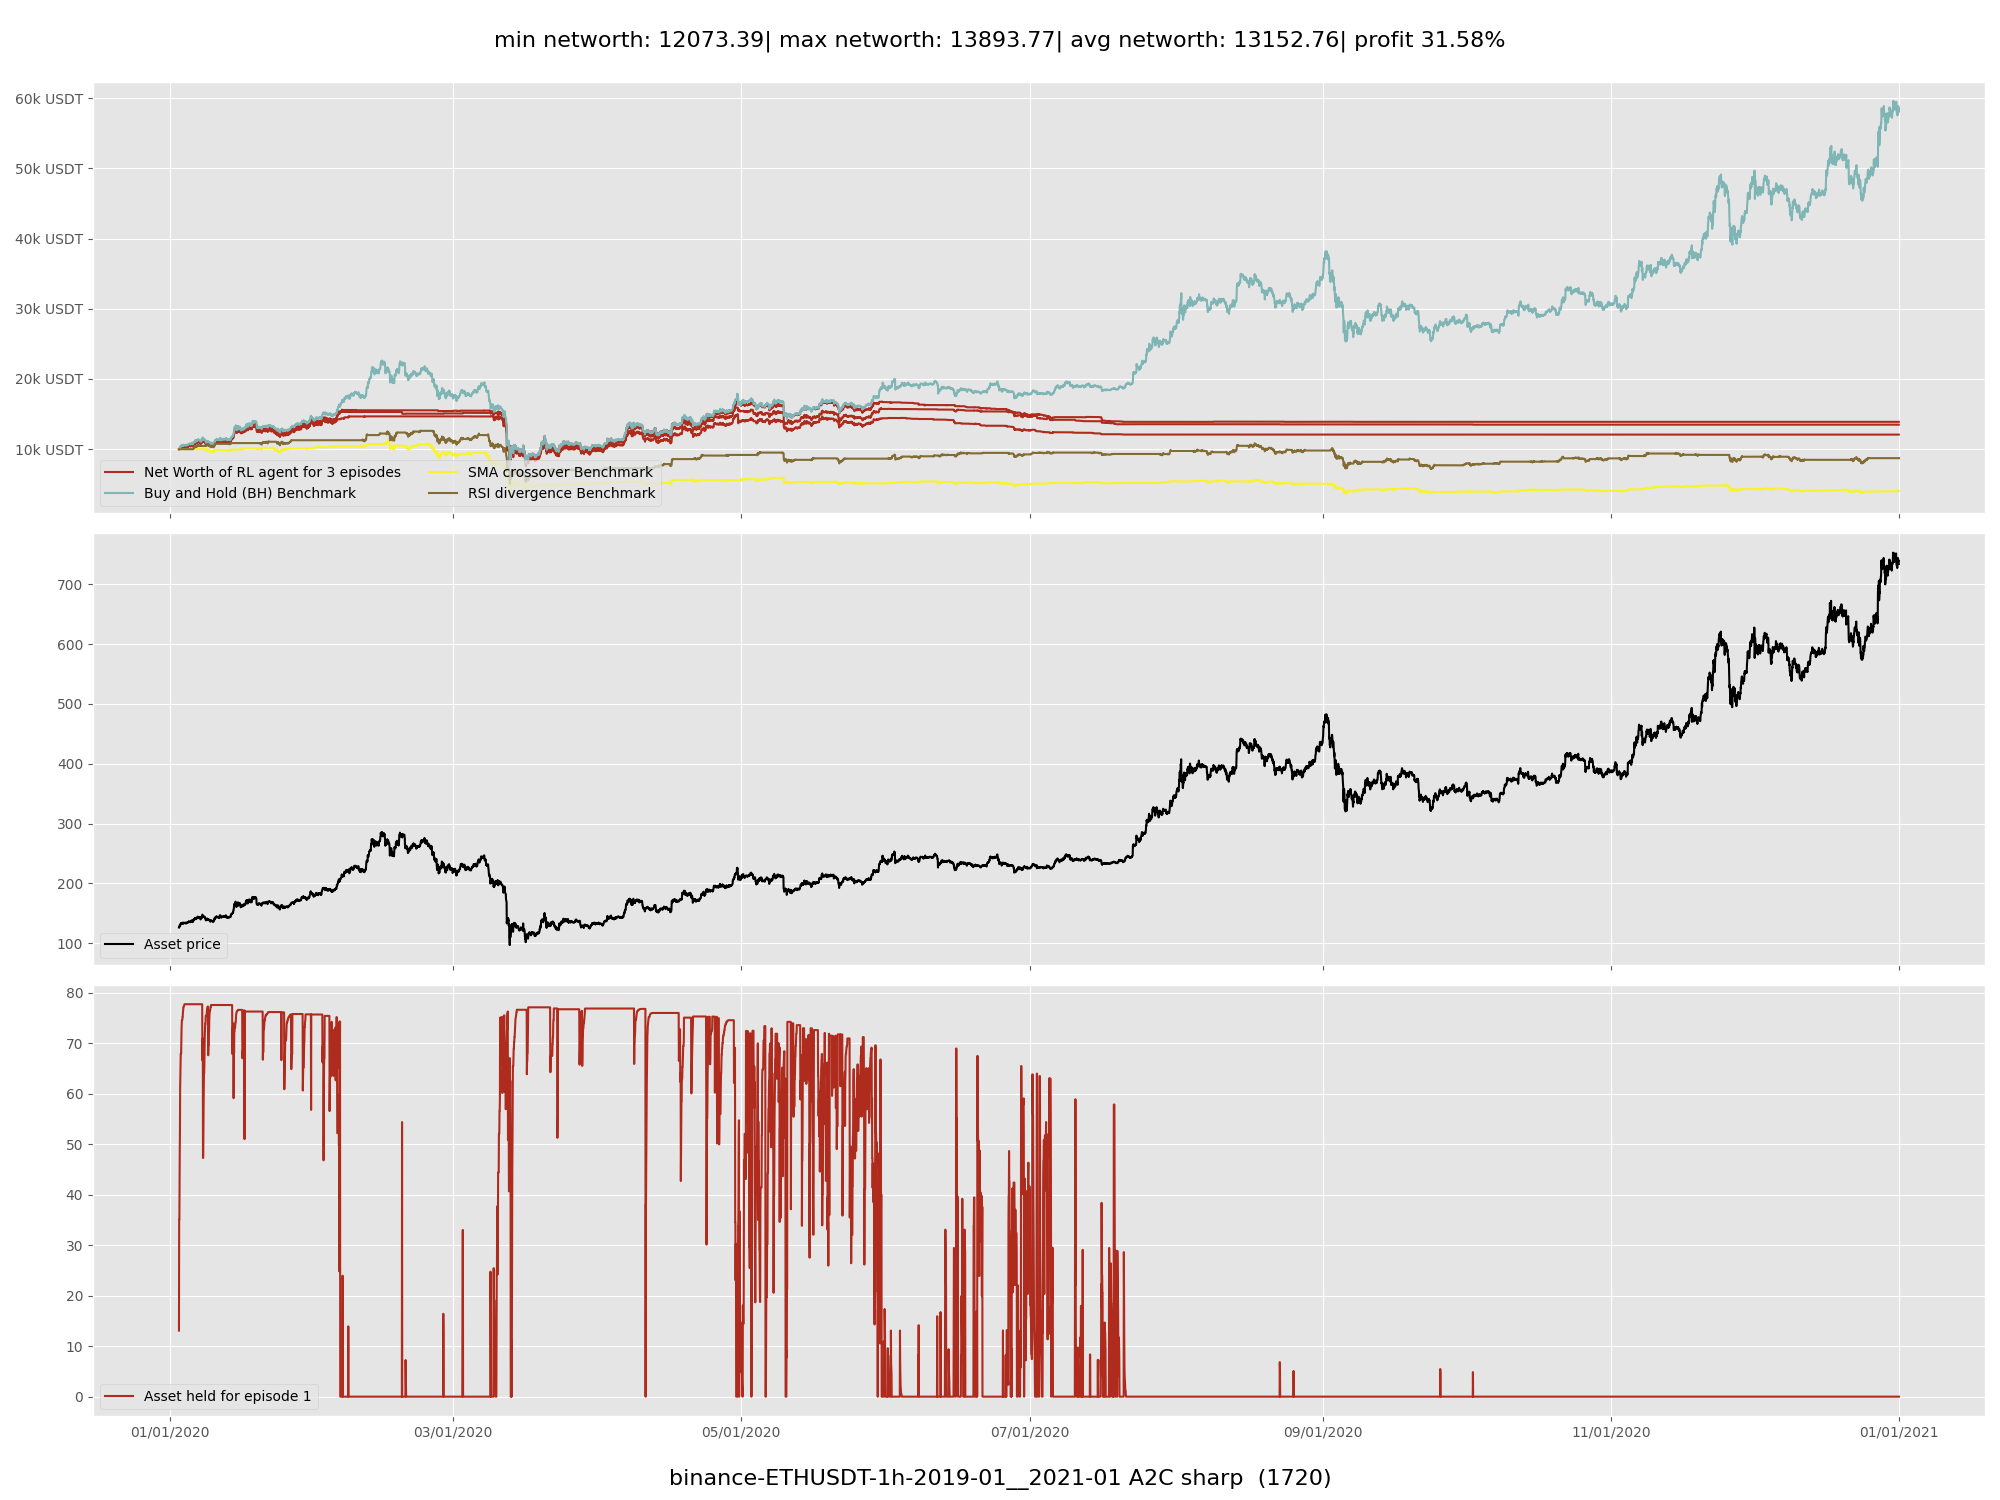 min networth: 12073.39| max networth: 13893.77| avg networth: 13152.76| profit 31.58%
60k USDT
50k USDT
40k USDT
30k USDT
20k USDT
10k USDT
Net Worth of RL agent for 3 episodes
Buy and Hold (BH) Benchmark
SMA crossover Benchmark
RSI divergence Benchmark
700
600
500
400
300
200
100
Asset price
80
70
60
50
40
30
20
10
0
Asset held for episode 1
01/01/2020 03/01/2020 05/01/2020 07/01/2020 09/01/2020 11/01/2020 01/01/2021
binance-ETHUSDT-1h-2019-01__2021-01 A2C sharp (1720)